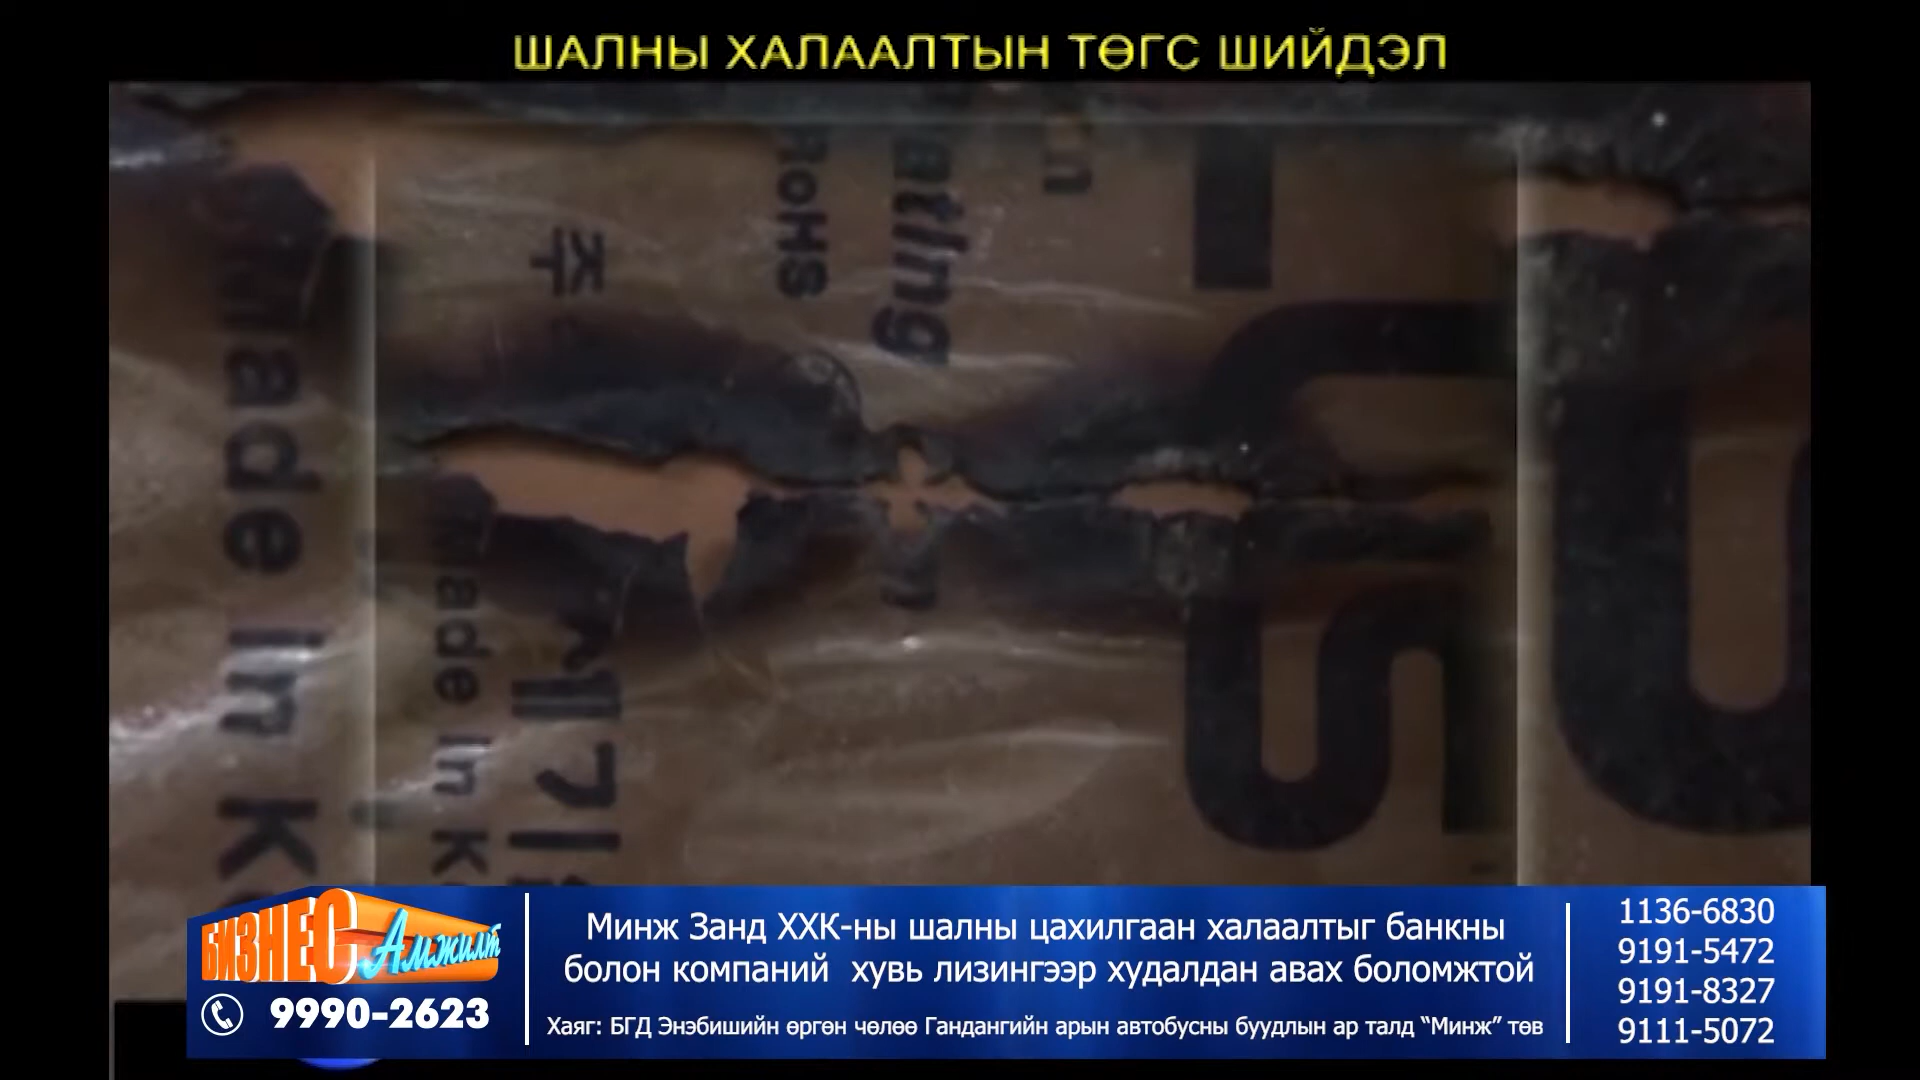 ШАЛНЫ ХАЛААЛТЫН ТӨГС ШИЙДЭЛ
RoHS
ade In K
ade In K
БИЗНЕС
Амжилт
9990-2623
Минж Занд ХХК-ны шалны цахилгаан халаалтыг банкны
болон компаний хувь лизингээр худалдан авах боломжтой
Хаяг: БГД Энэбишийн өргөн чөлөө Гандангийн арын автобусны буудлын ар талд “Минж” төв
1136-6830
9191-5472
9191-8327
9111-5072